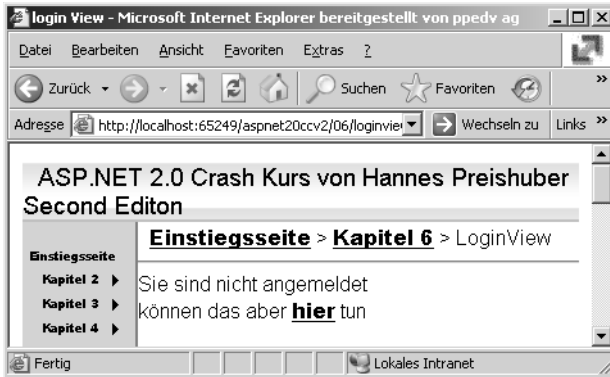 login View - Microsoft Internet Explorer bereitgestellt von ppedv ag
Datei Bearbeiten Ansicht Favoriten Extras ?
Zurück Suchen Favoriten »
Adresse http://localhost:65249/aspnet20ccv2/06/loginvie Wechseln zu Links »
ASP.NET 2.0 Crash Kurs von Hannes Preishuber
Second Editon
Einstiegsseite > Kapitel 6 > LoginView
Einstiegsseite
Kapitel 2
Kapitel 3
Kapitel 4
Sie sind nicht angemeldet
können das aber hier tun
Fertig Lokales Intranet